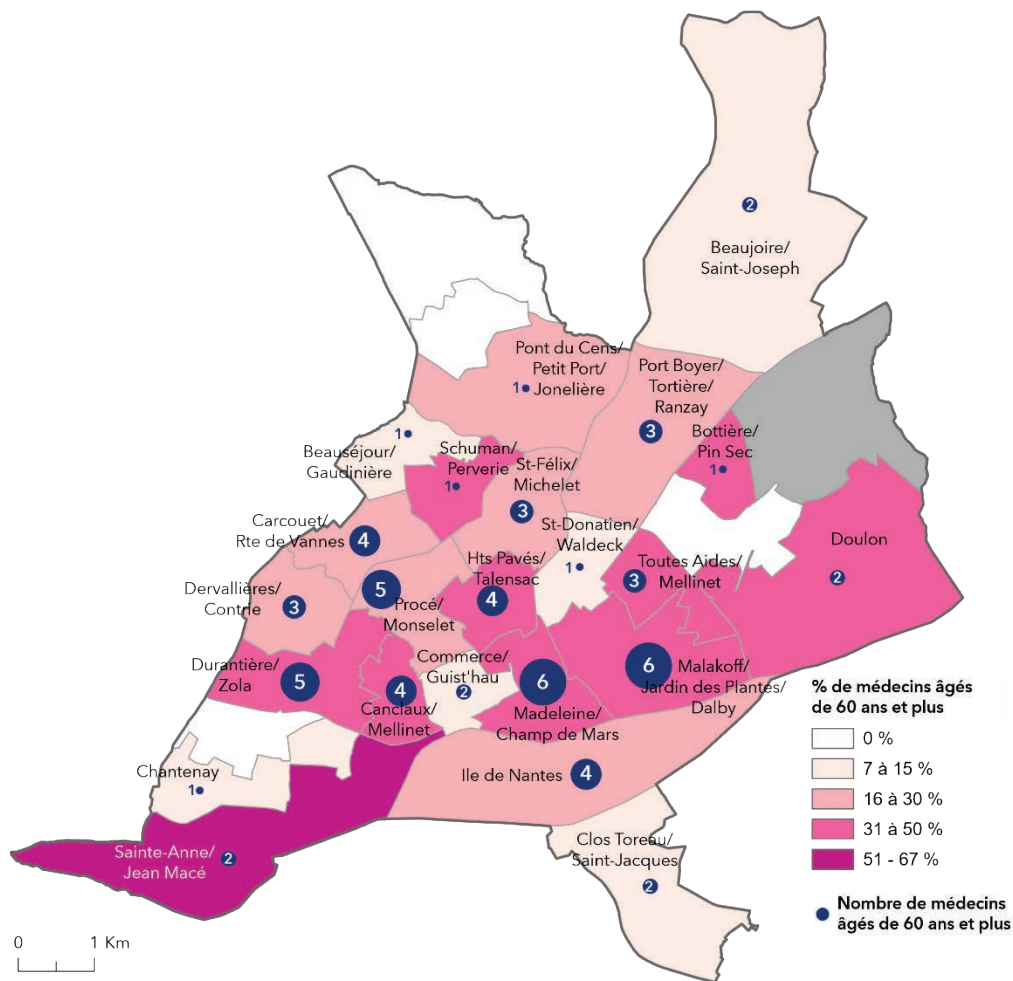 2
Beaujoire/
Saint-Joseph
Pont du Cens/
Petit Port/
Jonelière
1
Port Boyer/
Tortière/
Ranzay
3
Bottière/
Pin Sec
1
1
Beauséjour/
Gaudinière
Schuman/
Perverie
1
St-Félix/
Michelet
3
Carcouet/
Rte de Vannes
4
St-Donatien/
Waldeck
1
Doulon
2
Hts Pavés/
Talensac
4
Toutes Aides/
Mellinet
3
Dervallières/
Contrie
3
5
Procé/
Monselet
Durantière/
Zola
5
4
Canclaux/
Mellinet
Commerce/
Guist'hau
2
6
Madeleine/
Champ de Mars
6
Malakoff/
Jardin des Plantes/
Dalby
Chantenay
1
Ile de Nantes
4
Sainte-Anne/
Jean Macé
2
Clos Toreau/
Saint-Jacques
2
% de médecins âgés
de 60 ans et plus
0 %
7 à 15 %
16 à 30 %
31 à 50 %
51 - 67 %
Nombre de médecins
âgés de 60 ans et plus
0 1 Km